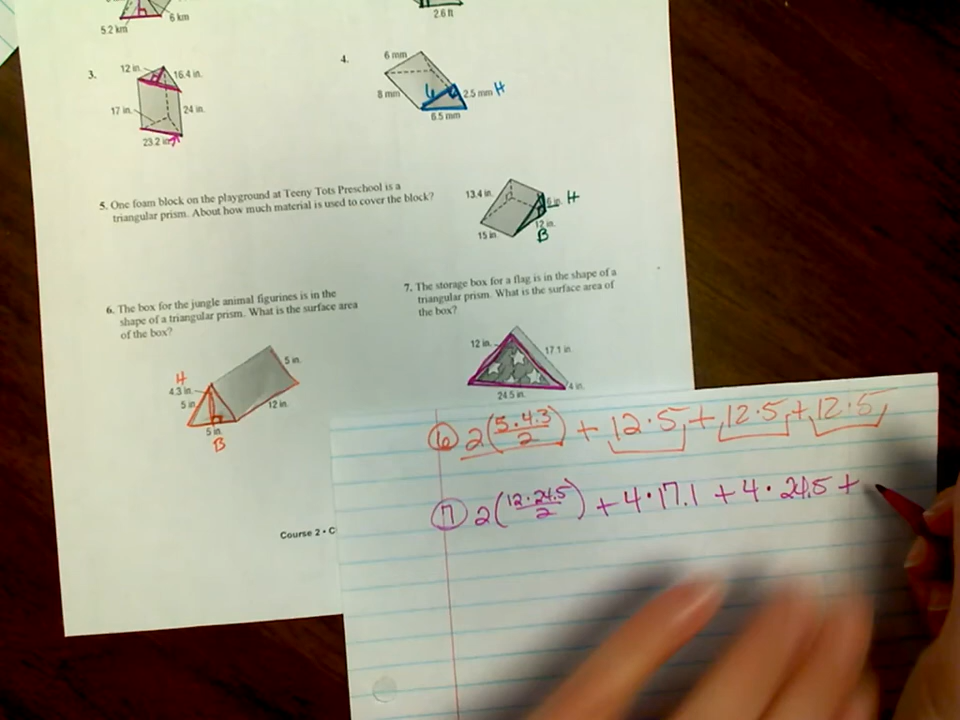 5.2 km 6 km
2.6 ft
3. 12 in. 16.4 in.
17 in. 24 in.
23.2 in.
4. 6 mm
8 mm 6 2.5 mm H
6.5 mm
5. One foam block on the playground at Teeny Tots Preschool is a
triangular prism. About how much material is used to cover the block?
13.4 in. 6 in. H
15 in. 12 in.
B
6. The box for the jungle animal figurines is in the
shape of a triangular prism. What is the surface area
of the box?
H
4.3 in. 5 in.
5 in. 12 in.
5 in.
B
7. The storage box for a flag is in the shape of a
triangular prism. What is the surface area of
the box?
12 in. 17.1 in.
24.5 in. 4 in.
Course 2 • C
6 2(5·4.3/2) + 12·5 + 12·5 + 12·5
7 2(12·24.5/2) + 4·17.1 + 4·24.5 +